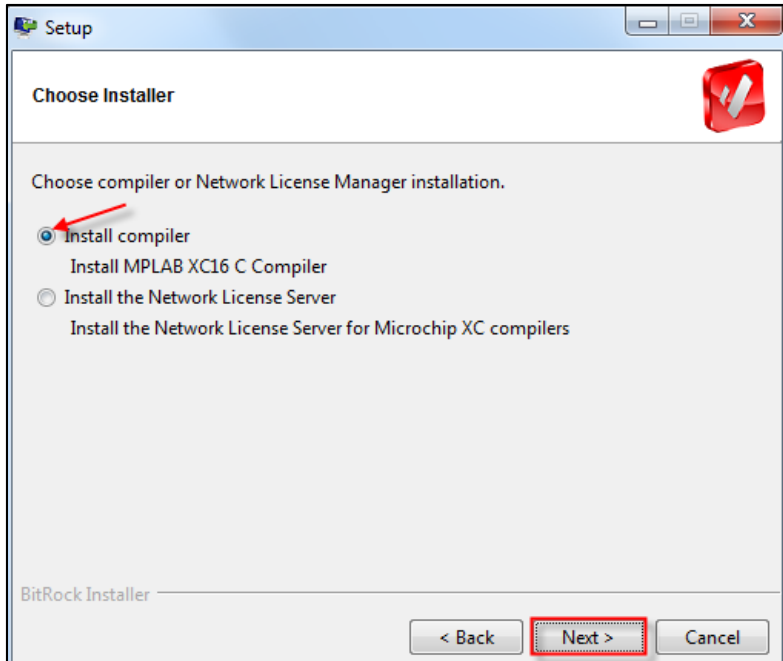 Setup
Choose Installer
Choose compiler or Network License Manager installation.
Install compiler
Install MPLAB XC16 C Compiler
Install the Network License Server
Install the Network License Server for Microchip XC compilers
BitRock Installer
< Back Next > Cancel